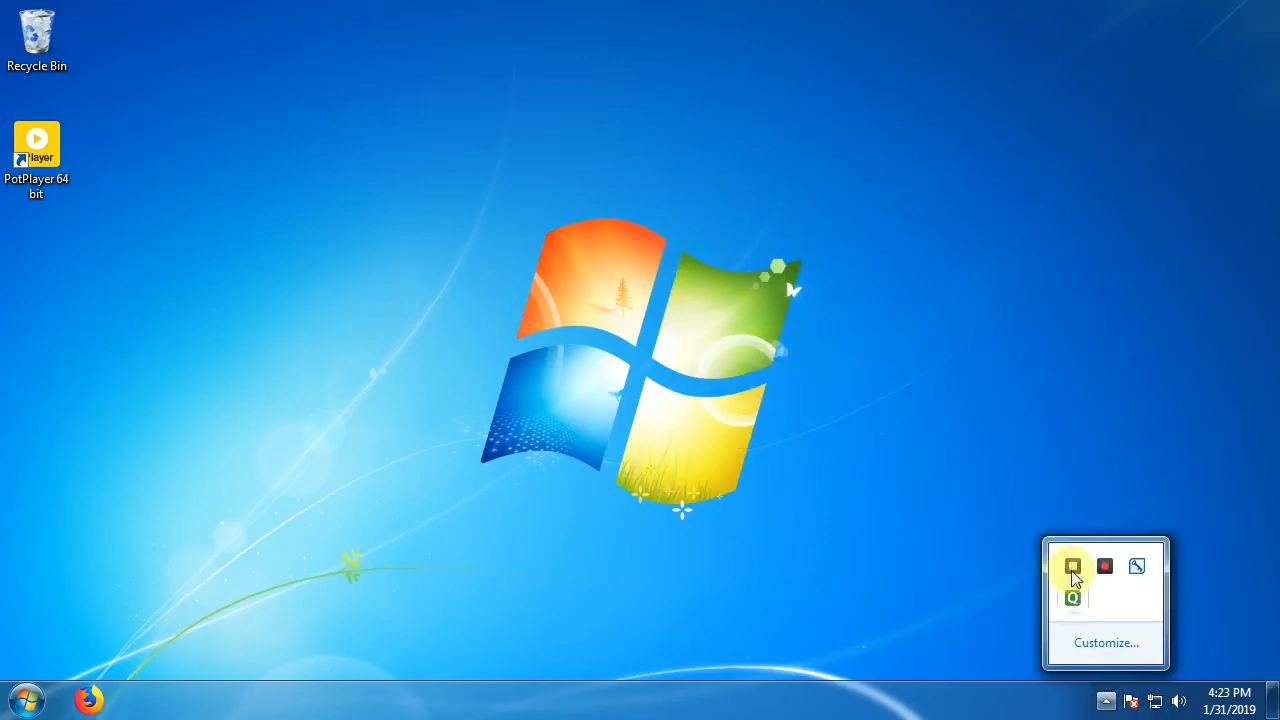 Recycle Bin
Player
PotPlayer 64
bit
Q
Customize...
4:23 PM
1/31/2019